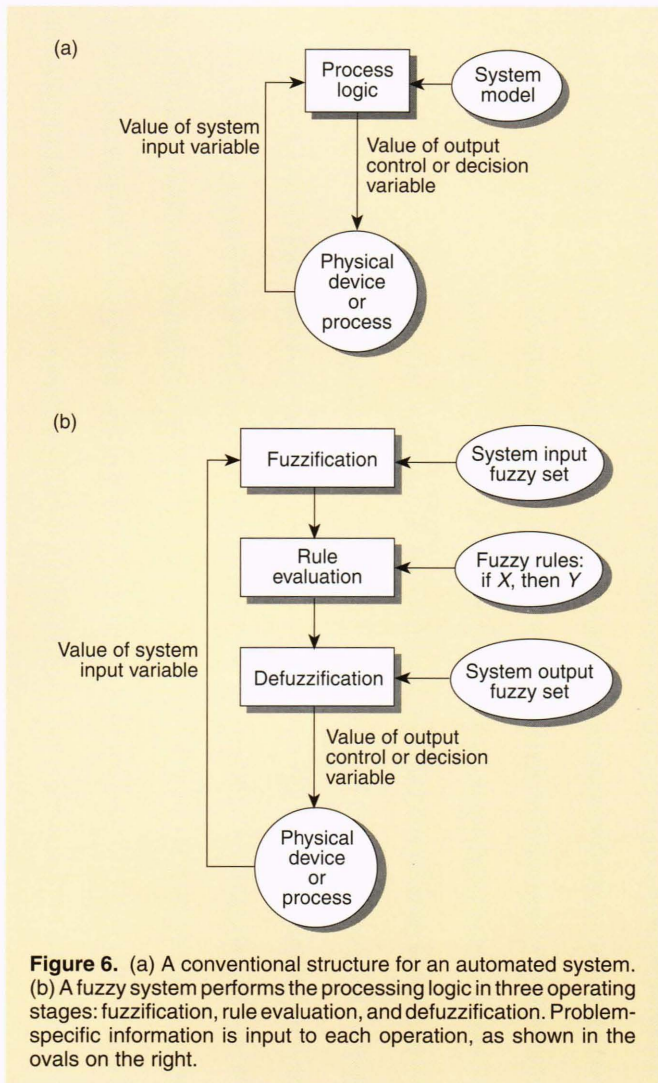 (a)
Process
logic
System
model
Value of system
input variable
Value of output
control or decision
variable
Physical
device
or
process
(b)
Fuzzification
System input
fuzzy set
Rule
evaluation
Fuzzy rules:
if X, then Y
Value of system
input variable
Defuzzification
System output
fuzzy set
Value of output
control or decision
variable
Physical
device
or
process
Figure 6. (a) A conventional structure for an automated system.
(b) A fuzzy system performs the processing logic in three operating
stages: fuzzification, rule evaluation, and defuzzification. Problem-
specific information is input to each operation, as shown in the
ovals on the right.